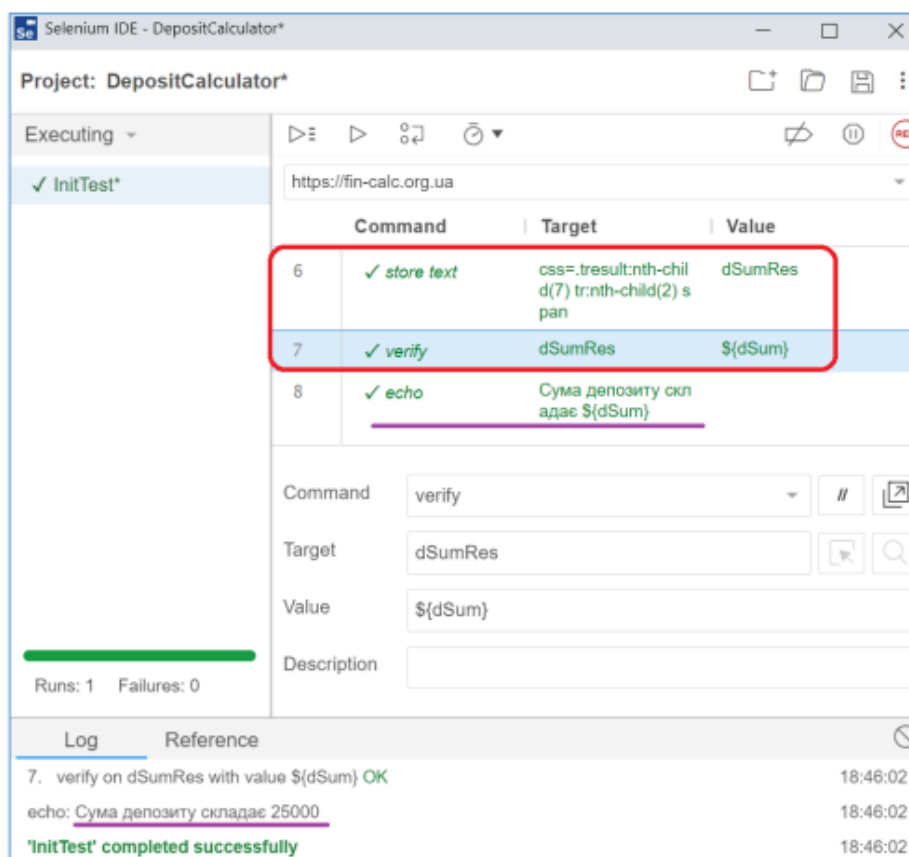 Selenium IDE - DepositCalculator*
Project: DepositCalculator*
Executing
✓ InitTest*
https://fin-calc.org.ua
Command Target Value
6 ✓ store text css=.tresult:nth-chil dSumRes
d(7) tr:nth-child(2) s
pan
7 ✓ verify dSumRes ${dSum}
8 ✓ echo Сума депозиту скл
адає ${dSum}
Command verify //
Target dSumRes
Value ${dSum}
Description
Runs: 1 Failures: 0
Log Reference
7. verify on dSumRes with value ${dSum} OK 18:46:02
echo: Сума депозиту складає 25000 18:46:02
'InitTest' completed successfully 18:46:02